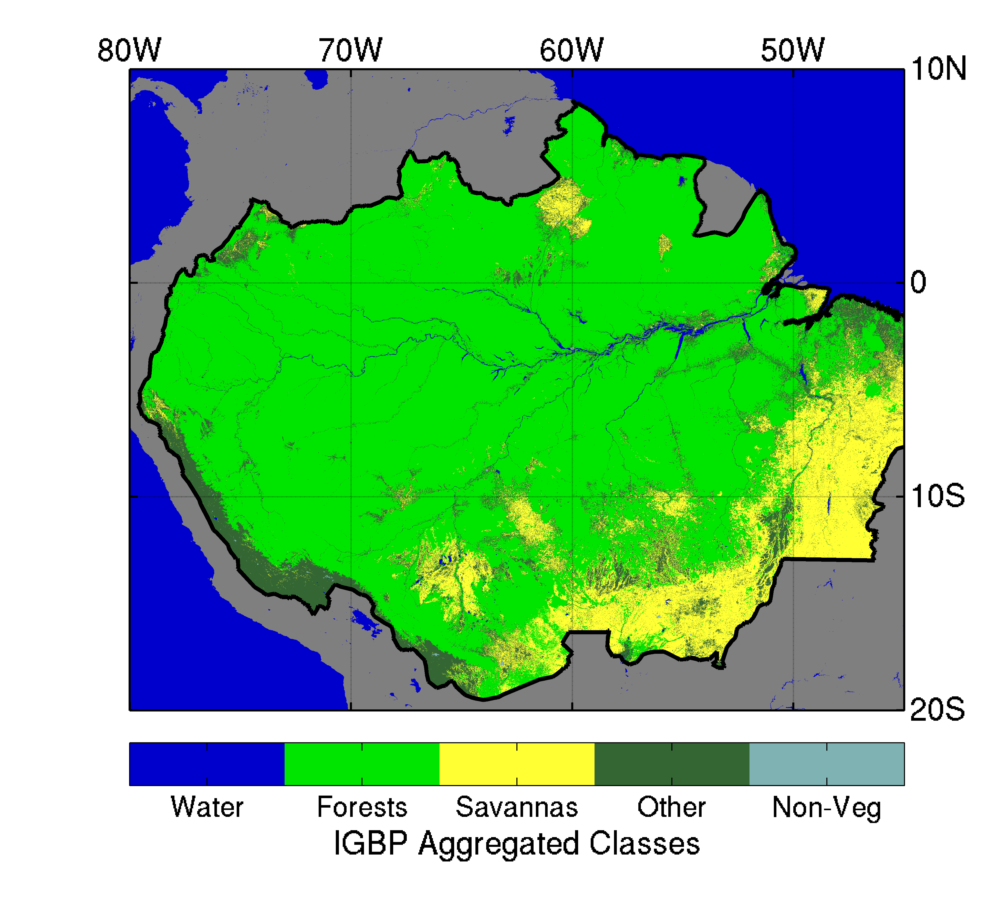 80W 70W 60W 50W
10N
0
10S
20S
Water Forests Savannas Other Non-Veg
IGBP Aggregated Classes